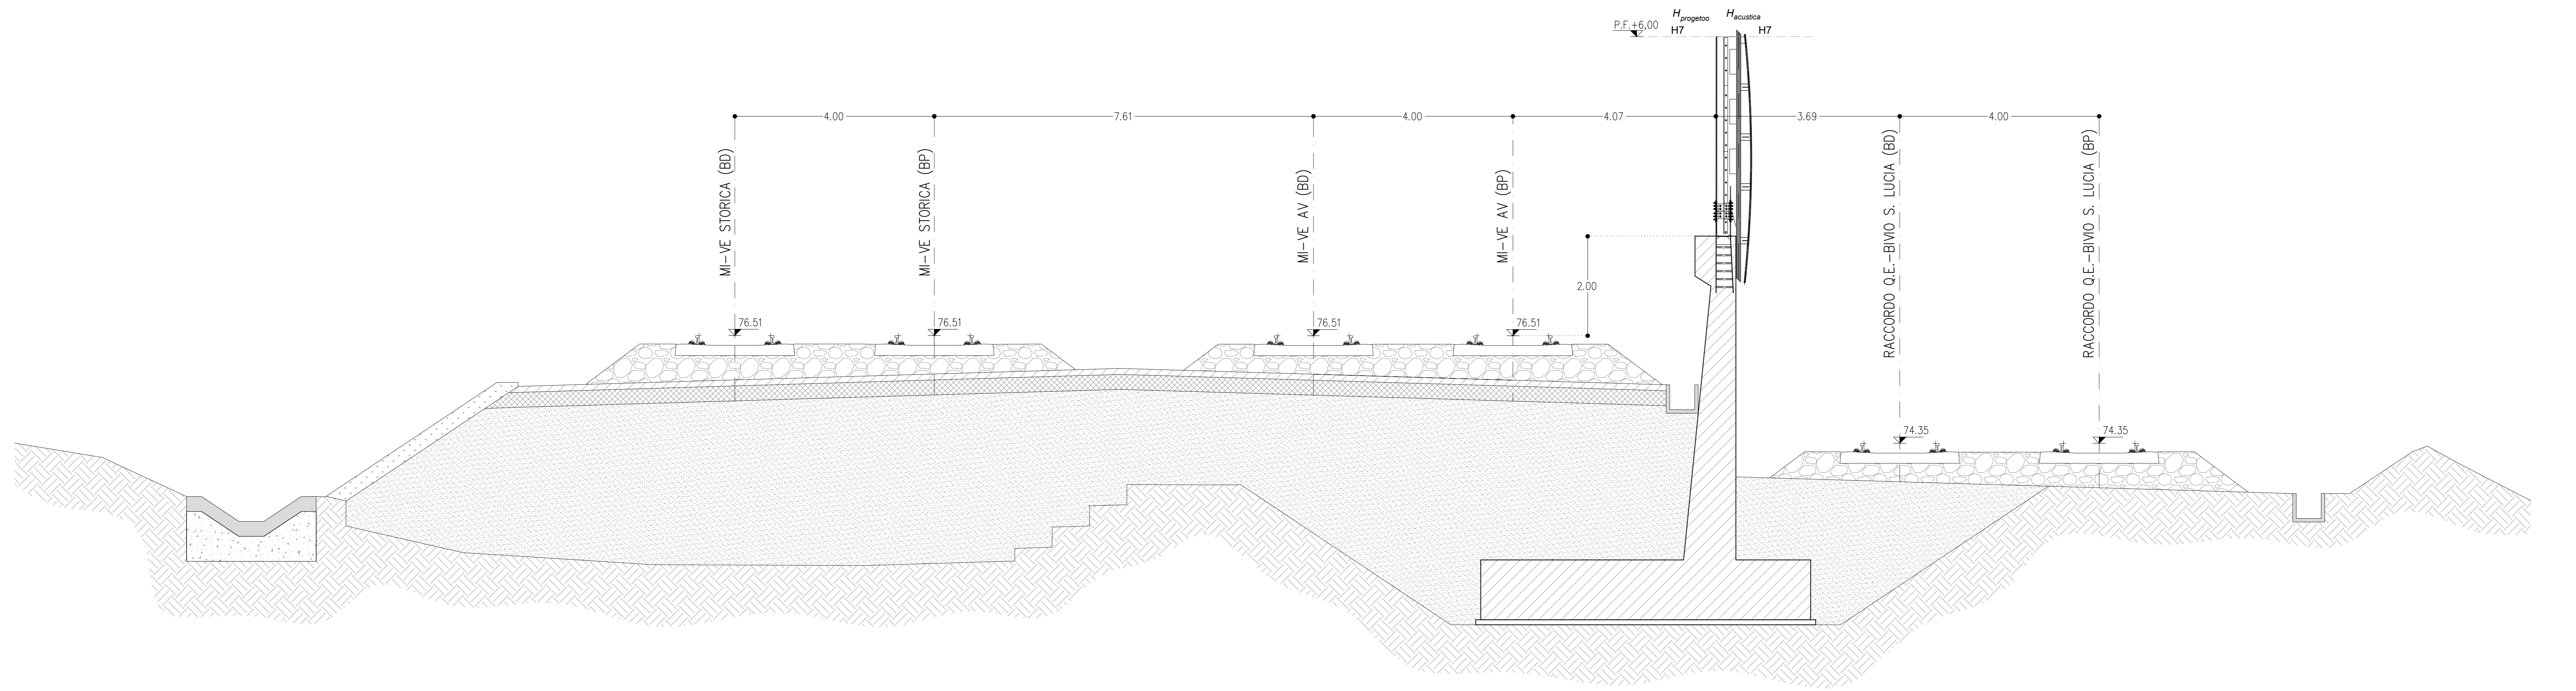 H progetoo H acustica
P.F.+6,00 H7 H7
4.00 7.61 4.00 4.07 3.69 4.00
MI-VE STORICA (BD)
MI-VE STORICA (BP)
MI-VE AV (BD)
MI-VE AV (BP)
RACCORDO Q.E.-BIVIO S. LUCIA (BD)
RACCORDO Q.E.-BIVIO S. LUCIA (BP)
2.00
76.51 76.51 76.51 76.51
74.35 74.35